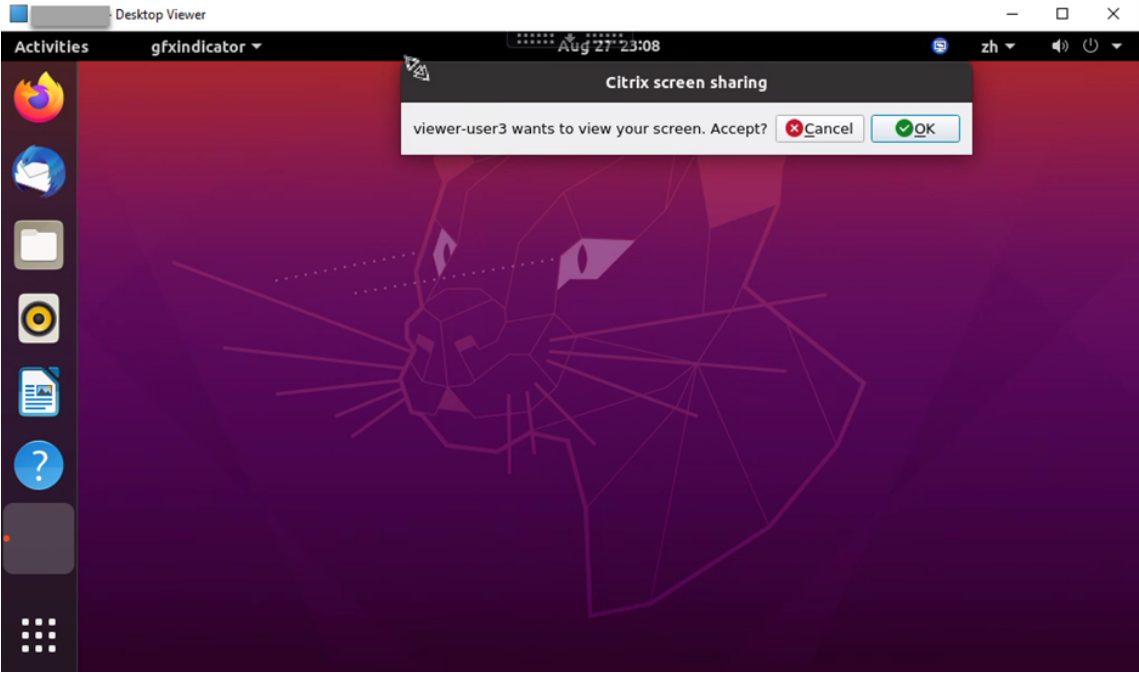 Desktop Viewer
Activities gfxindicator Aug 27 23:08 zh
Citrix screen sharing
viewer-user3 wants to view your screen. Accept? Cancel OK